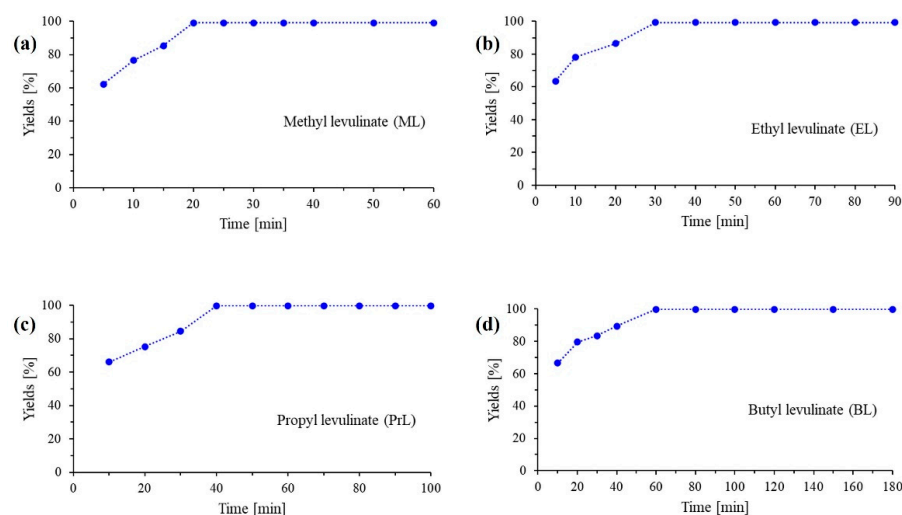 (a)
Yields [%]
100
80
60
40
20
0
Methyl levulinate (ML)
0 10 20 30 40 50 60
Time [min]
(b)
Yields [%]
100
80
60
40
20
0
Ethyl levulinate (EL)
0 10 20 30 40 50 60 70 80 90
Time [min]
(c)
Yields [%]
100
80
60
40
20
0
Propyl levulinate (PrL)
0 20 40 60 80 100
Time [min]
(d)
Yields [%]
100
80
60
40
20
0
Butyl levulinate (BL)
0 20 40 60 80 100 120 140 160 180
Time [min]